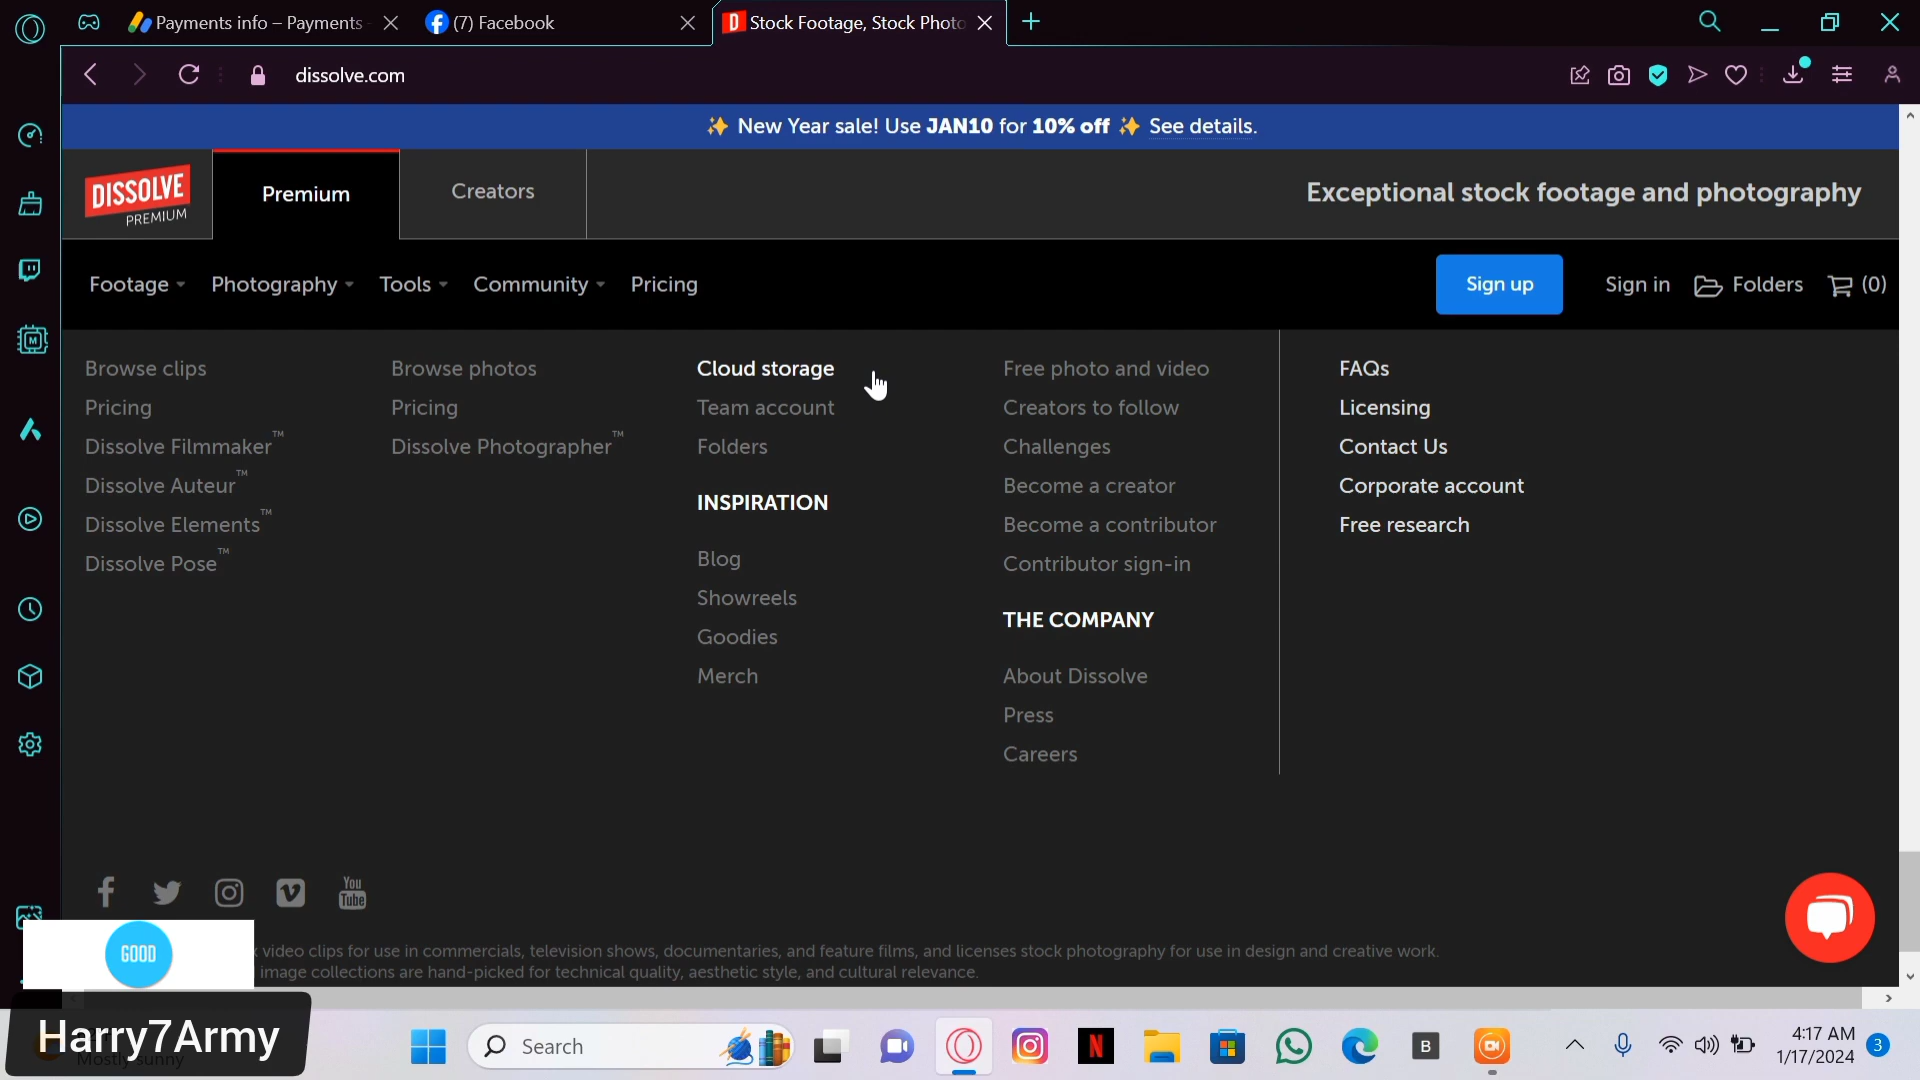 Payments info – Payments
(7) Facebook
Stock Footage, Stock Photo
dissolve.com
New Year sale! Use JAN10 for 10% off See details.
DISSOLVE
PREMIUM
Premium
Creators
Exceptional stock footage and photography
Footage
Photography
Tools
Community
Pricing
Sign up
Sign in
Folders
(0)
Browse clips
Pricing
Dissolve Filmmaker™
Dissolve Auteur™
Dissolve Elements™
Dissolve Pose™
Browse photos
Pricing
Dissolve Photographer™
Cloud storage
Team account
Folders
INSPIRATION
Blog
Showreels
Goodies
Merch
Free photo and video
Creators to follow
Challenges
Become a creator
Become a contributor
Contributor sign-in
THE COMPANY
About Dissolve
Press
Careers
FAQs
Licensing
Contact Us
Corporate account
Free research
You
Tube
video clips for use in commercials, television shows, documentaries, and feature films, and licenses stock photography for use in design and creative work.
image collections are hand-picked for technical quality, aesthetic style, and cultural relevance.
GOOD
Harry7Army
Mostly sunny
Search
B
4:17 AM
1/17/2024
3